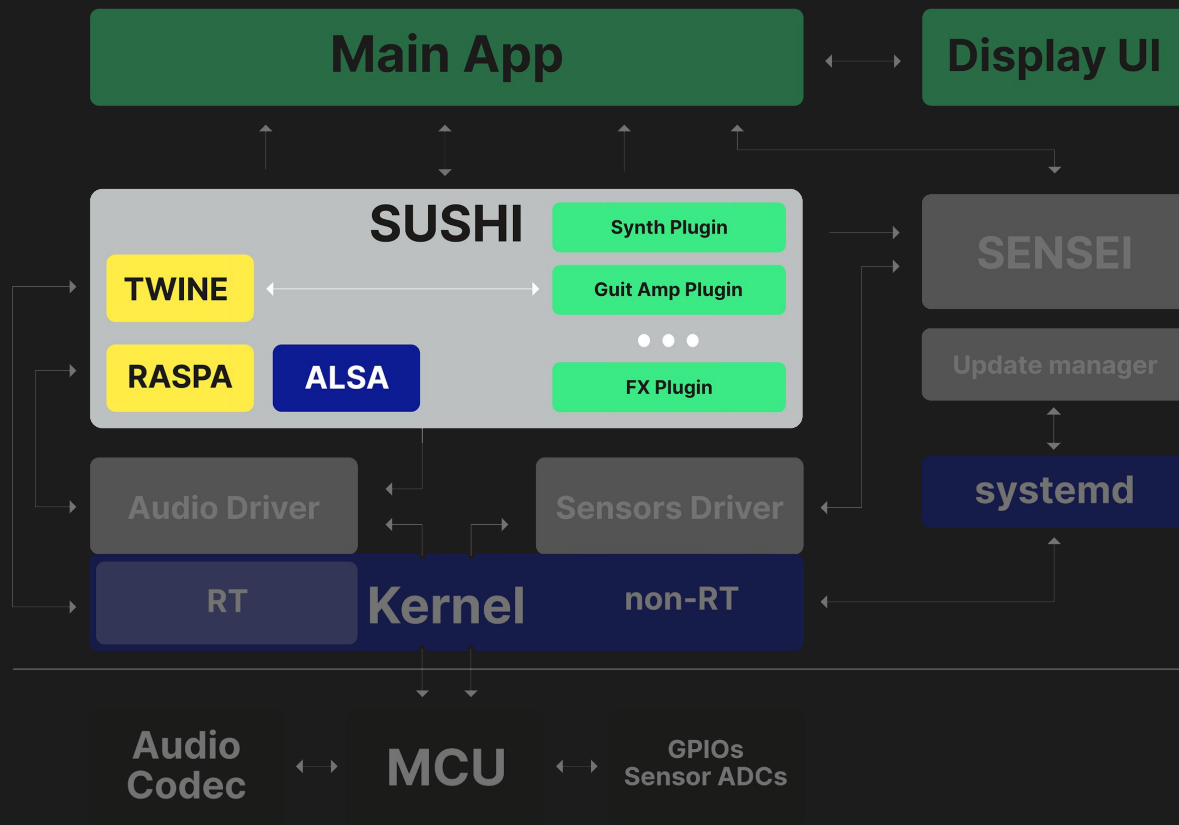 Main App
Display UI
SUSHI
Synth Plugin
TWINE
Guit Amp Plugin
RASPA
ALSA
FX Plugin
SENSEI
Update manager
Audio Driver
Sensors Driver
systemd
RT
Kernel
non-RT
Audio
Codec
MCU
GPIOs
Sensor ADCs